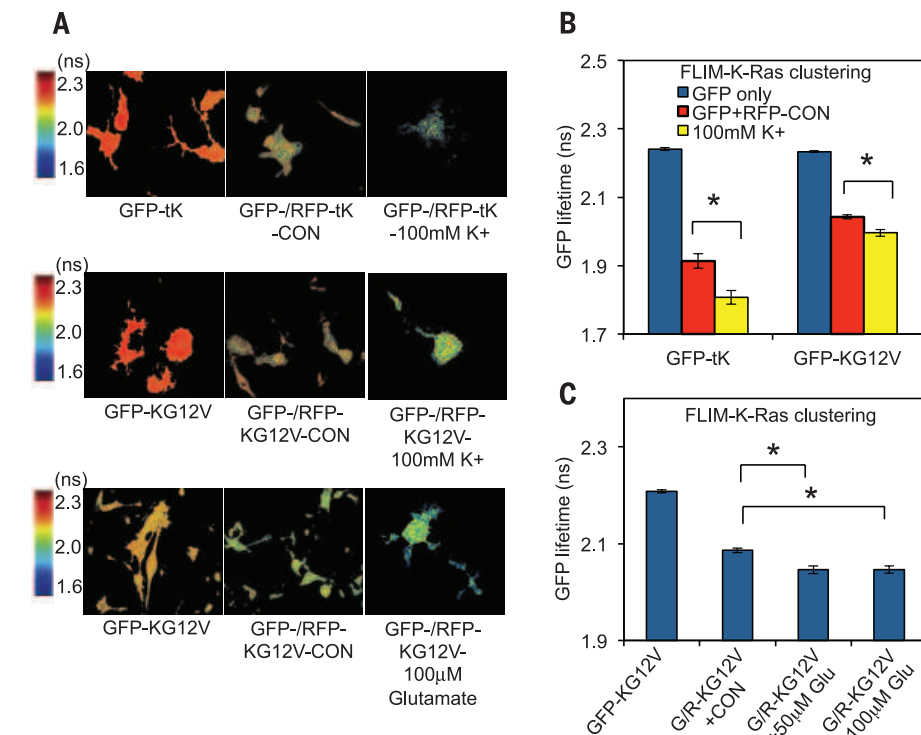 A
(ns)
2.3
2.0
1.6
GFP-tK
GFP-/RFP-tK
-CON
GFP-/RFP-tK
-100mM K+
(ns)
2.3
2.0
1.6
GFP-KG12V
GFP-/RFP-
KG12V-CON
GFP-/RFP-
KG12V-
100mM K+
(ns)
2.3
2.0
1.6
GFP-KG12V
GFP-/RFP-
KG12V-CON
GFP-/RFP-
KG12V-
100μM
Glutamate
B
2.5
2.3
2.1
1.9
1.7
GFP lifetime (ns)
FLIM-K-Ras clustering
GFP only
GFP+RFP-CON
100mM K+
*
*
GFP-tK
GFP-KG12V
C
2.3
2.1
1.9
GFP lifetime (ns)
FLIM-K-Ras clustering
*
*
GFP-KG12V
G/R-KG12V
+CON
G/R-KG12V
50μM Glu
G/R-KG12V
100μM Glu